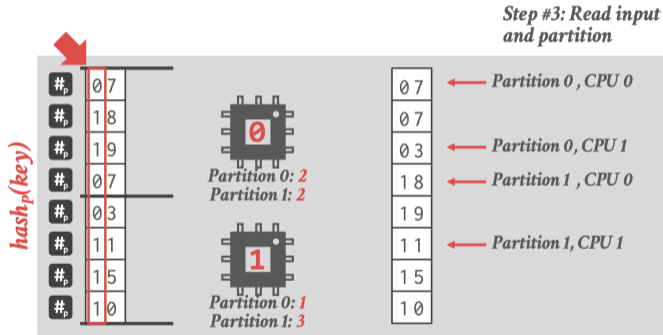 Step #3: Read input
and partition
hashp(key)
#p 07
#p 18
#p 19
#p 07
#p 03
#p 11
#p 15
#p 10
0
Partition 0: 2
Partition 1: 2
1
Partition 0: 1
Partition 1: 3
07 Partition 0 , CPU 0
07
03 Partition 0, CPU 1
18 Partition 1 , CPU 0
19
11 Partition 1, CPU 1
15
10